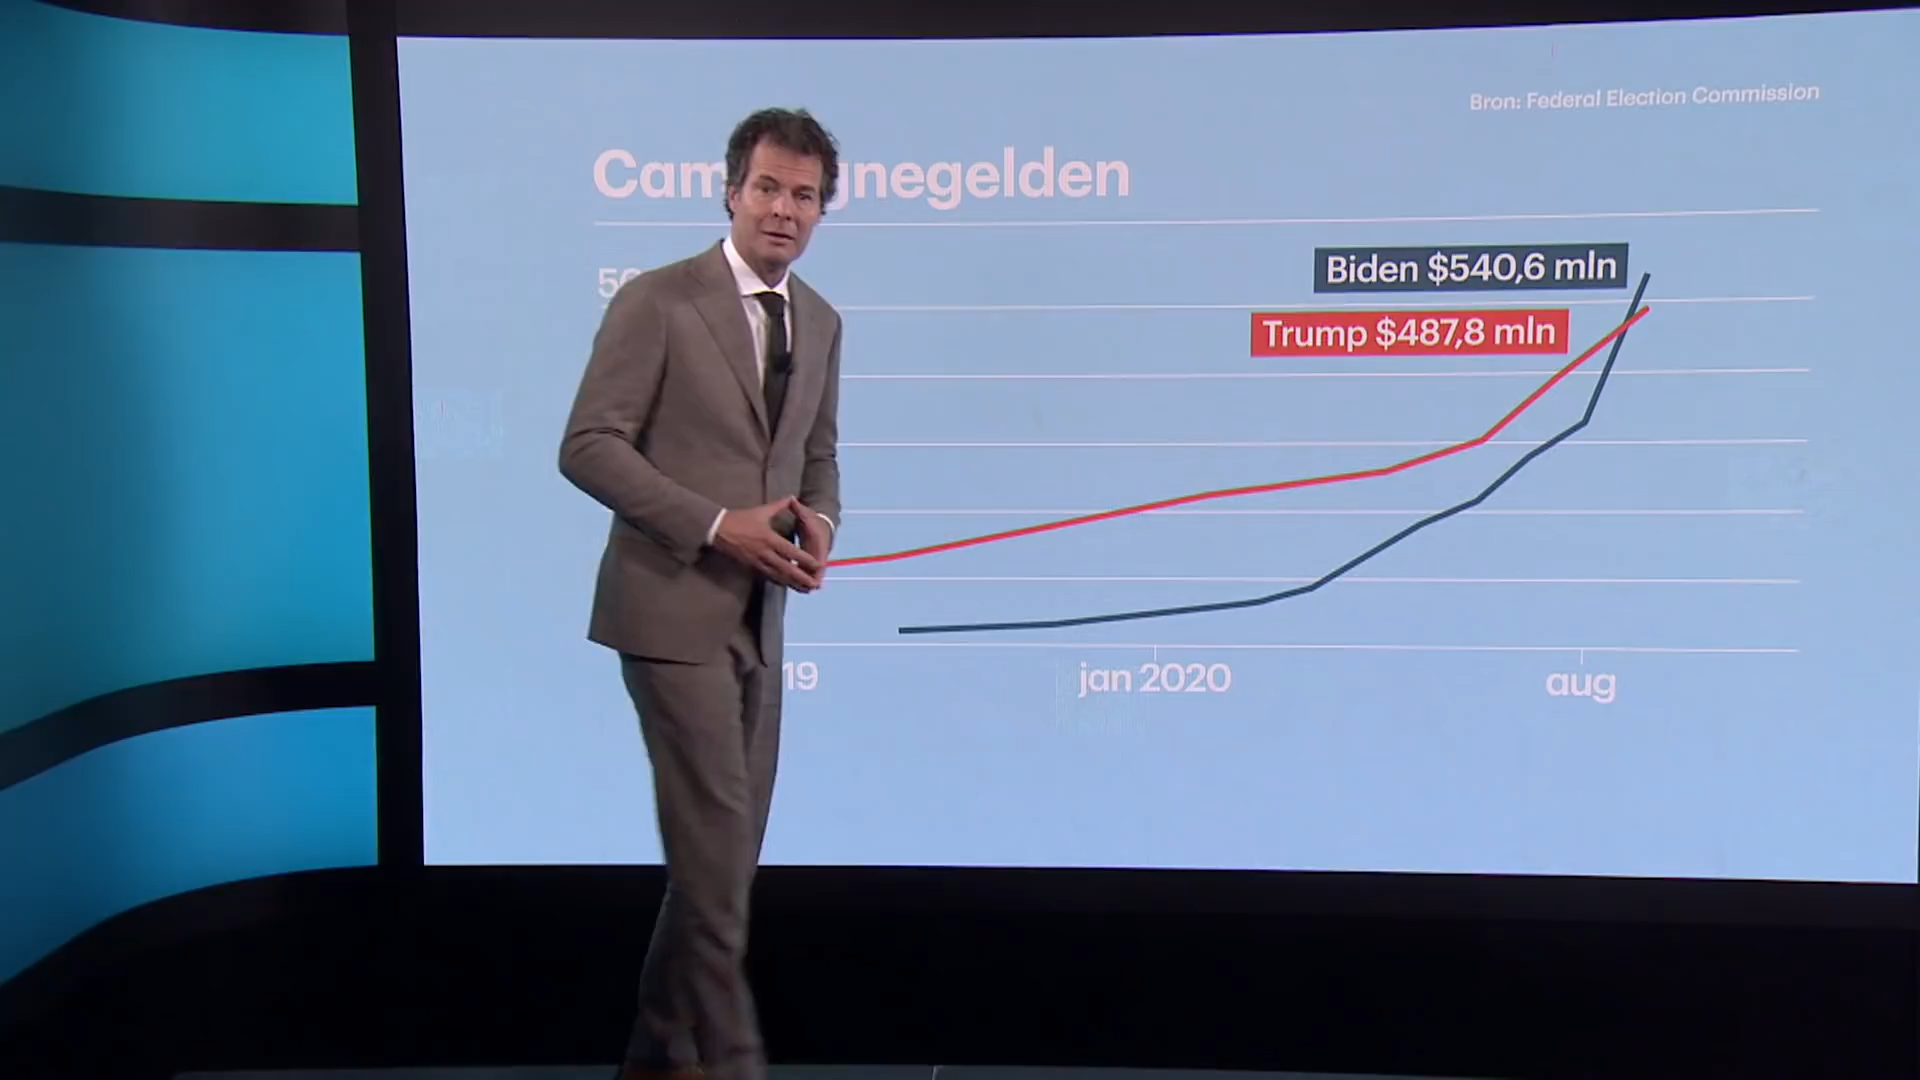 Bron: Federal Election Commission
Cam gnegelden
Biden $540,6 mln
Trump $487,8 mln
19
jan 2020
aug